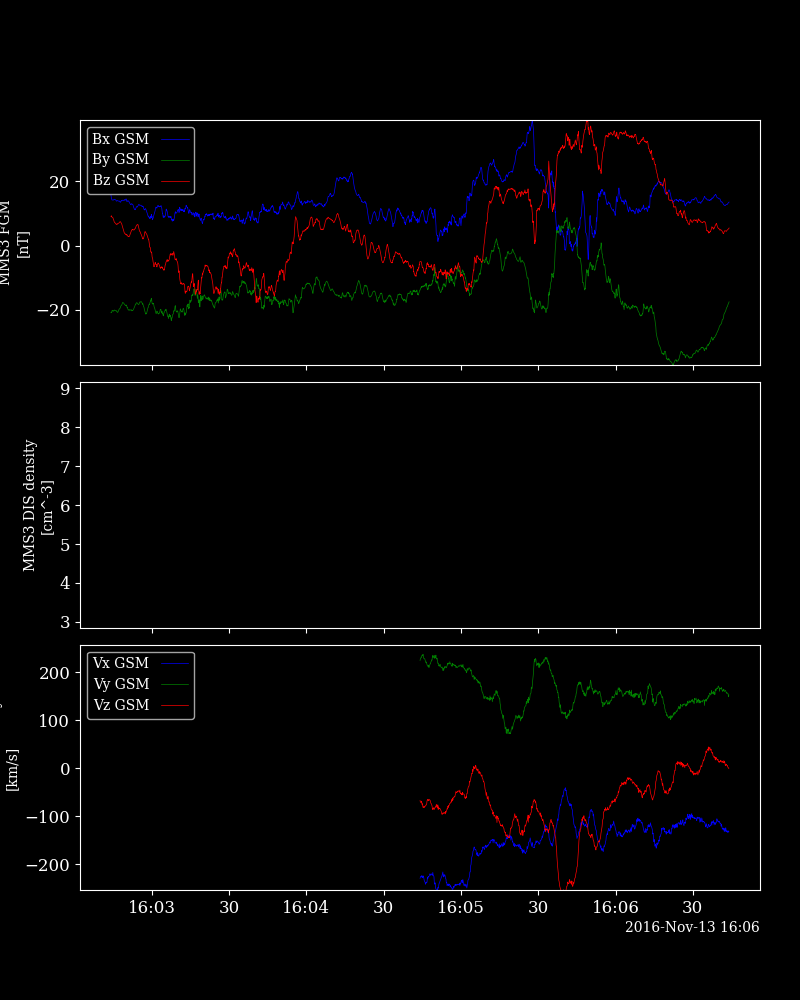 Bx GSM
By GSM
Bz GSM
20
0
−20
MMS3 FGM
[nT]
9
8
7
6
5
4
3
MMS3 DIS density
[cm^-3]
Vx GSM
Vy GSM
Vz GSM
200
100
0
−100
−200
[km/s]
16:03 30 16:04 30 16:05 30 16:06 30
2016-Nov-13 16:06